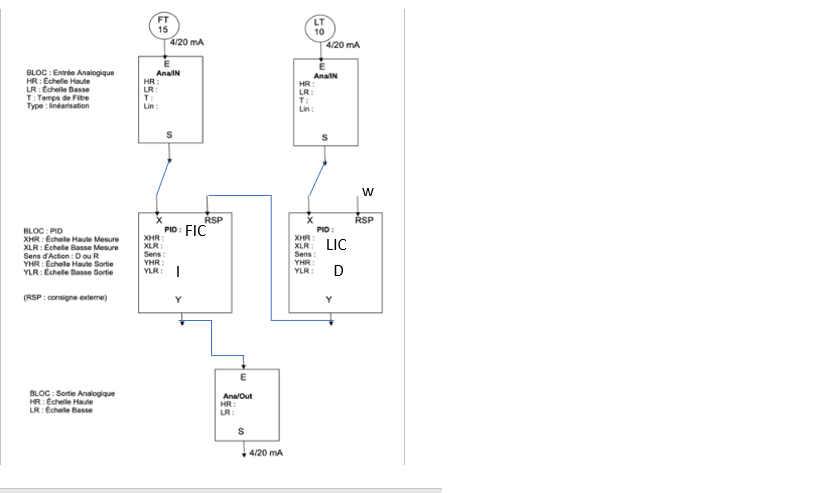 FT
15
LT
10
4/20 mA
4/20 mA
BLOC : Entrée Analogique
HR : Échelle Haute
LR : Échelle Basse
T : Temps de Filtre
Type : linéarisation
E
Ana/IN
HR :
LR :
T :
Lin :
S
E
Ana/IN
HR :
LR :
T :
Lin :
S
W
BLOC : PID
XHR : Échelle Haute Mesure
XLR : Échelle Basse Mesure
Sens d'Action : D ou R
YHR : Échelle Haute Sortie
YLR : Échelle Basse Sortie
(RSP : consigne externe)
X RSP
PID : FIC
XHR :
XLR :
Sens :
YHR :
YLR : I
Y
X RSP
PID :
XHR :
XLR : LIC
Sens :
YHR :
YLR : D
Y
BLOC : Sortie Analogique
HR : Échelle Haute
LR : Échelle Basse
E
Ana/Out
HR :
LR :
S
4/20 mA